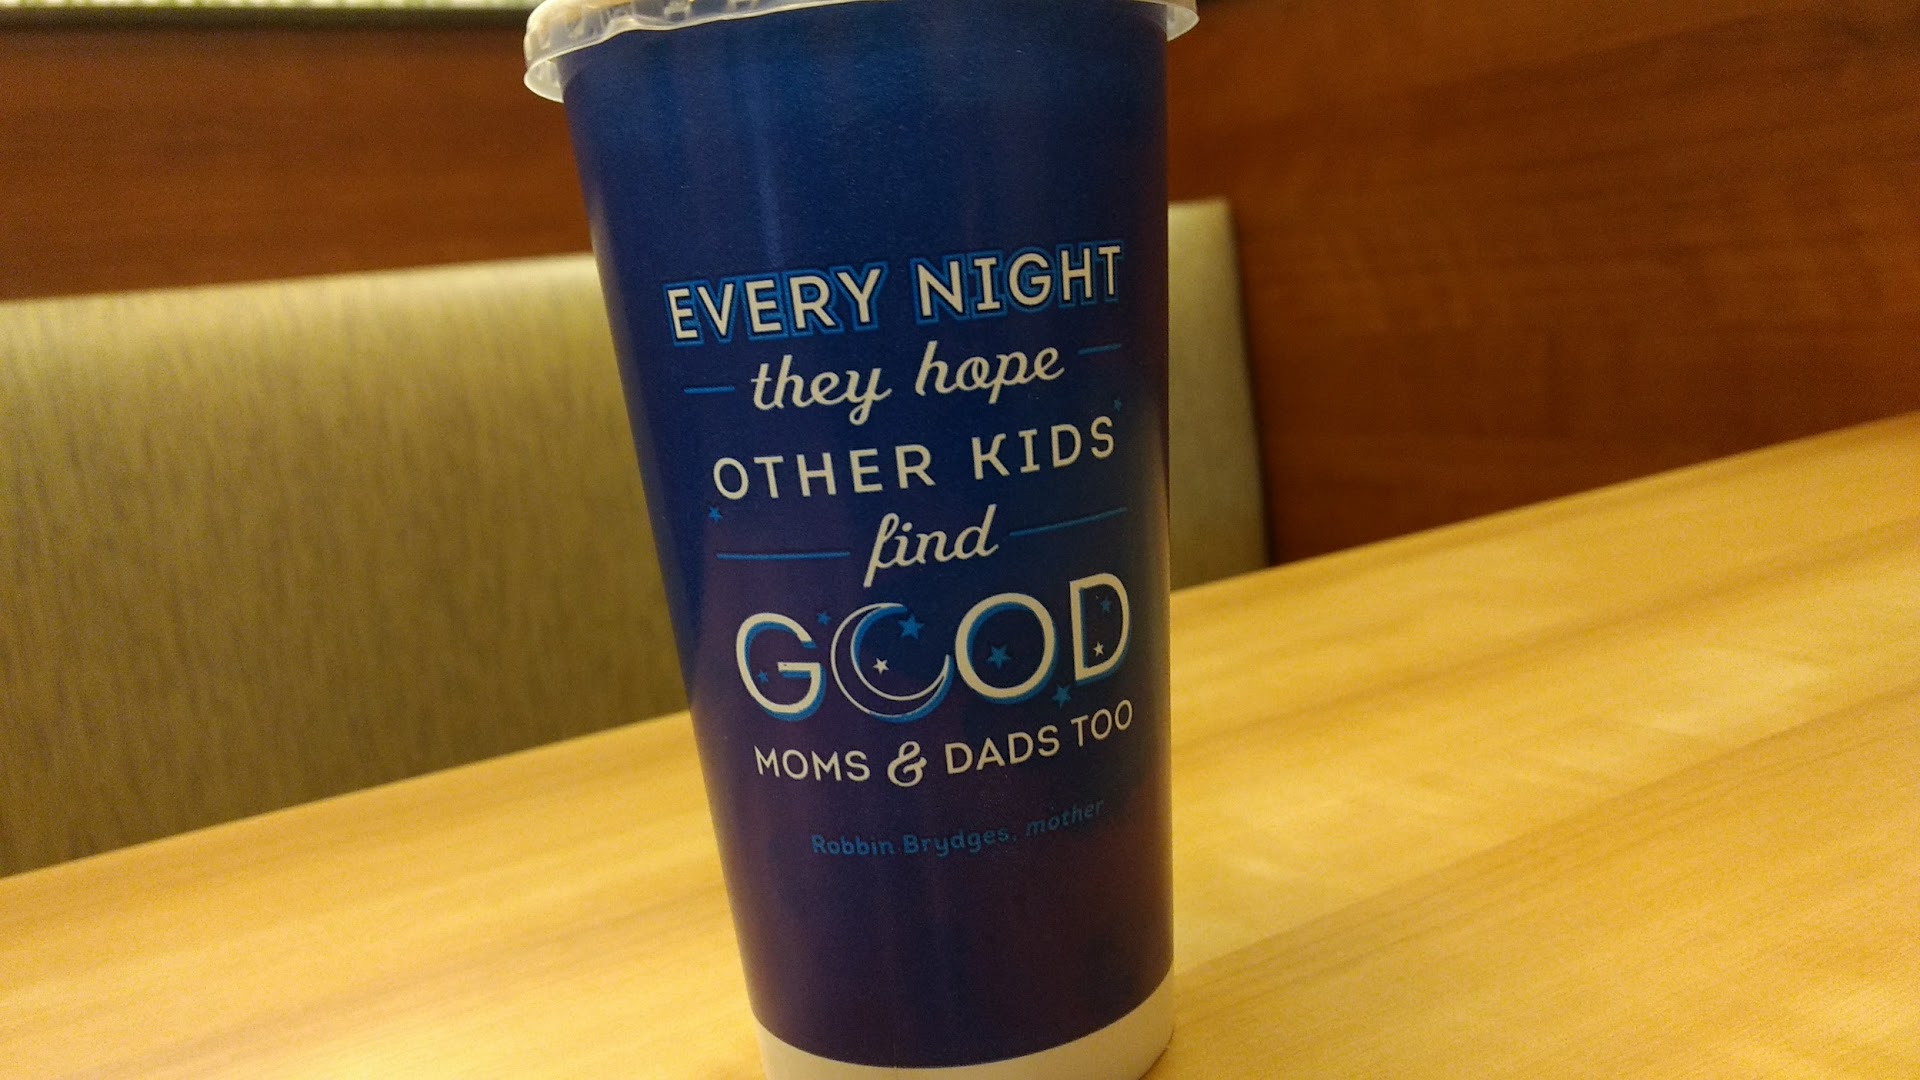 EVERY NIGHT
they hope
OTHER KIDS
find
GOOD
MOMS & DADS TOO
Robbin Brydges, mother